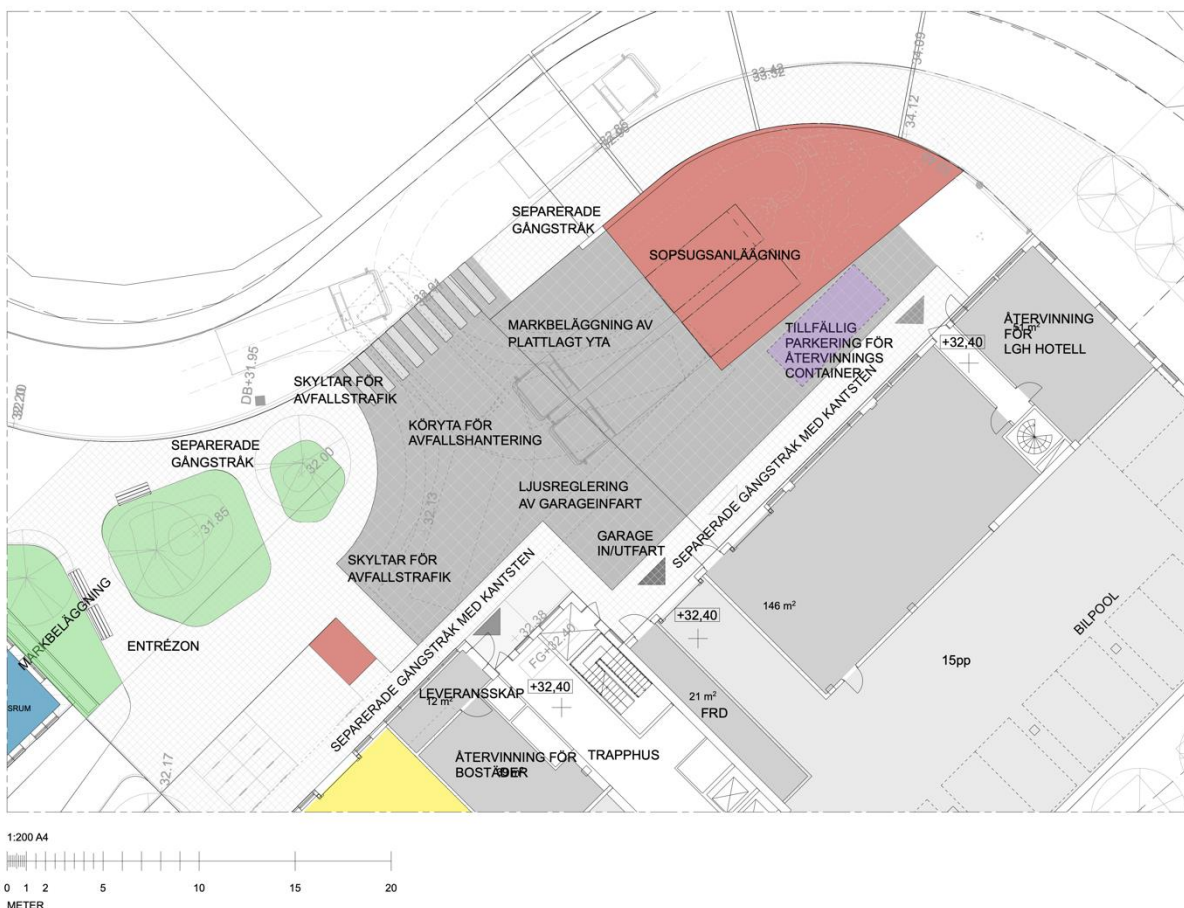 34.09
33.43
33.32
34.12
32.85
SEPARERADE
GÅNGSTRÅK
SOPSUGSANLÄÄGNING
MARKBELÄGGNING AV
PLATTLAGT YTA
TILLFÄLLIG
PARKERING FÖR
ÅTERVINNINGS
CONTAINER
ÅTERVINNING
FÖR
LGH HOTELL
+32,40
DB+31.95
SKYLTAR FÖR
AVFALLSTRAFIK
KÖRYTA FÖR
AVFALLSHANTERING
SEPARERADE
GÅNGSTRÅK
32.00
31.85
32.13
LJUSREGLERING
AV GARAGEINFART
GARAGE
IN/UTFART
SEPARERADE GÅNGSTRÅK MED KANTSTEN
SKYLTAR FÖR
AVFALLSTRAFIK
146 m²
BILPOOL
MARKBELÄGGNING
ENTRÉZON
SEPARERADE GÅNGSTRÅK MED KANTSTEN
32.38
FG+32.40
+32,40
15pp
SRUM
LEVERANSSKÅP
12 m²
+32,40
21 m²
FRD
32.17
ÅTERVINNING FÖR
BOSTÄDER
TRAPPHUS
1:200 A4
0 1 2 5 10 15 20
METER